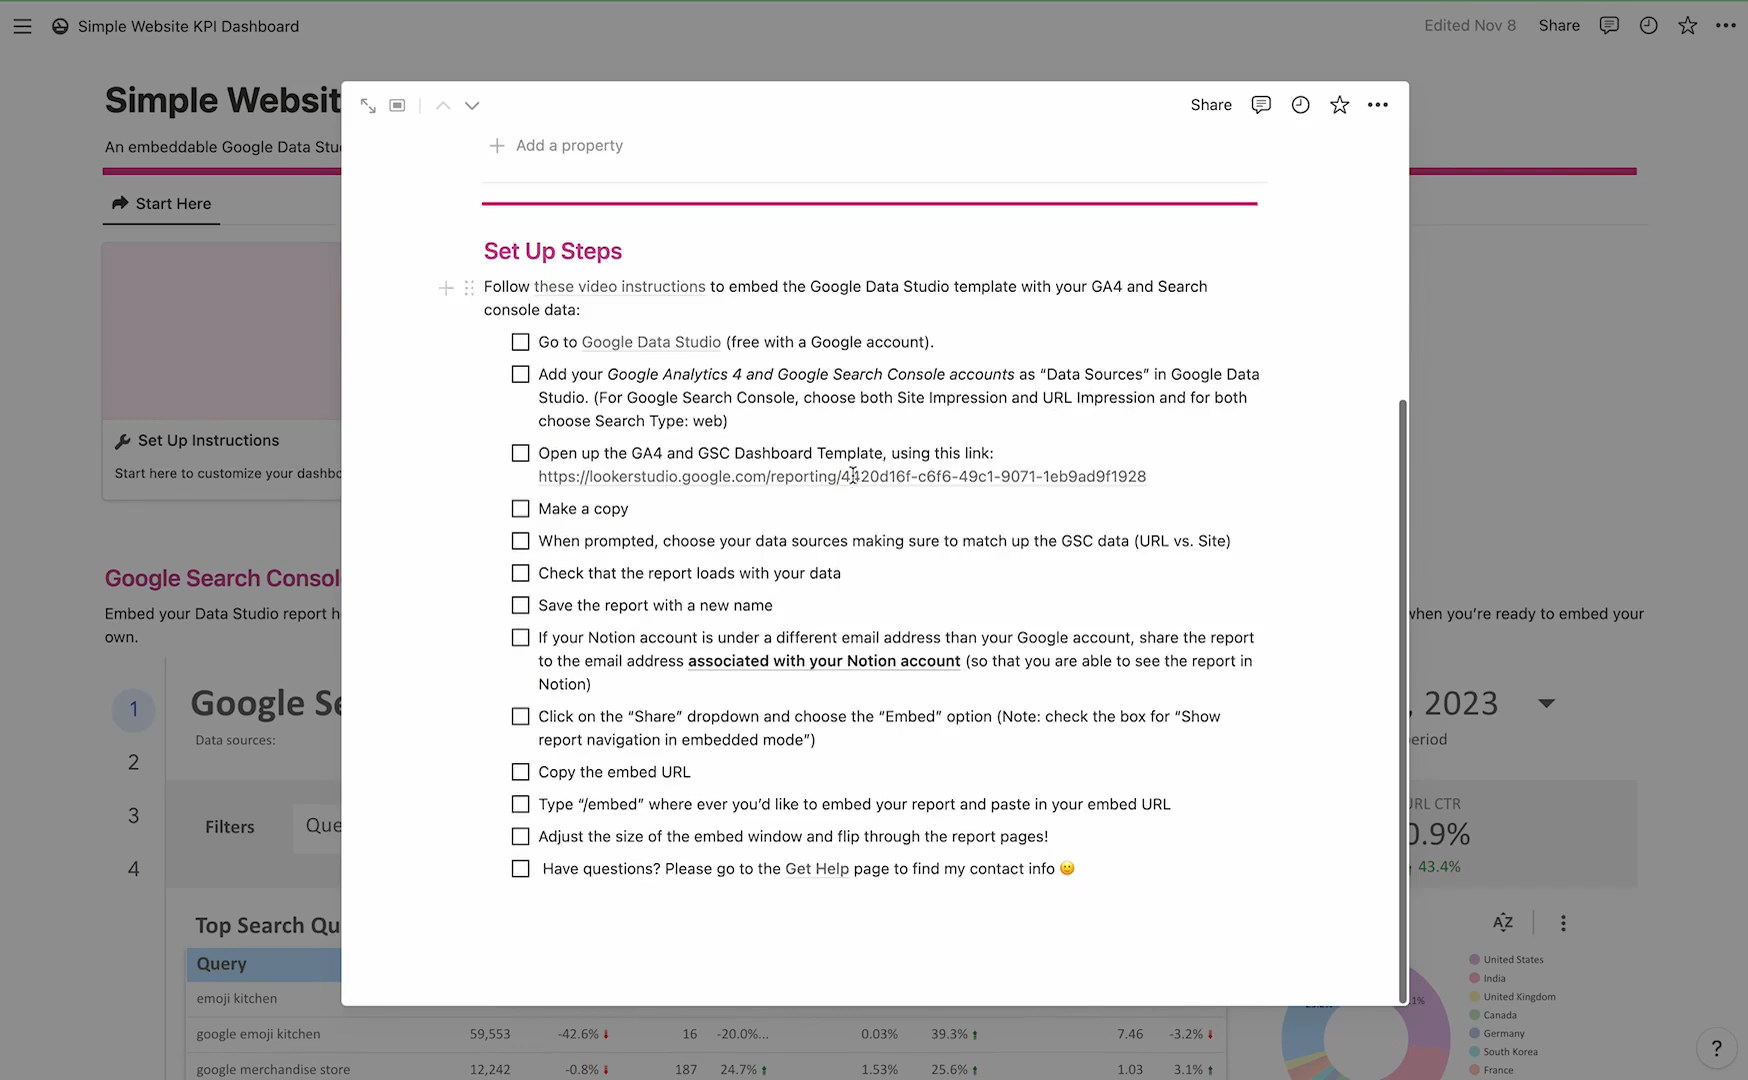 Simple Website KPI Dashboard
Edited Nov 8
Share
Simple Websit
An embeddable Google Data Stu
Start Here
Set Up Instructions
Start here to customize your dashbo
Google Search Consol
Embed your Data Studio report h
own.
when you're ready to embed your
1
2
3
4
Google Se
Data sources:
Filters
Que
Top Search Qu
Query
emoji kitchen
google emoji kitchen 59,553 -42.6% 16 -20.0%... 0.03% 39.3% 7.46 -3.2%
google merchandise store 12,242 -0.8% 187 24.7% 1.53% 25.6% 1.03 3.1%
Share
Add a property
Set Up Steps
Follow these video instructions to embed the Google Data Studio template with your GA4 and Search
console data:
Go to Google Data Studio (free with a Google account).
Add your Google Analytics 4 and Google Search Console accounts as “Data Sources” in Google Data
Studio. (For Google Search Console, choose both Site Impression and URL Impression and for both
choose Search Type: web)
Open up the GA4 and GSC Dashboard Template, using this link:
https://lookerstudio.google.com/reporting/4420d16f-c6f6-49c1-9071-1eb9ad9f1928
Make a copy
When prompted, choose your data sources making sure to match up the GSC data (URL vs. Site)
Check that the report loads with your data
Save the report with a new name
If your Notion account is under a different email address than your Google account, share the report
to the email address associated with your Notion account (so that you are able to see the report in
Notion)
Click on the “Share” dropdown and choose the “Embed” option (Note: check the box for “Show
report navigation in embedded mode”)
Copy the embed URL
Type “/embed” where ever you’d like to embed your report and paste in your embed URL
Adjust the size of the embed window and flip through the report pages!
Have questions? Please go to the Get Help page to find my contact info 🙂
, 2023
eriod
URL CTR
0.9%
43.4%
United States
India
United Kingdom
Canada
Germany
South Korea
France
?